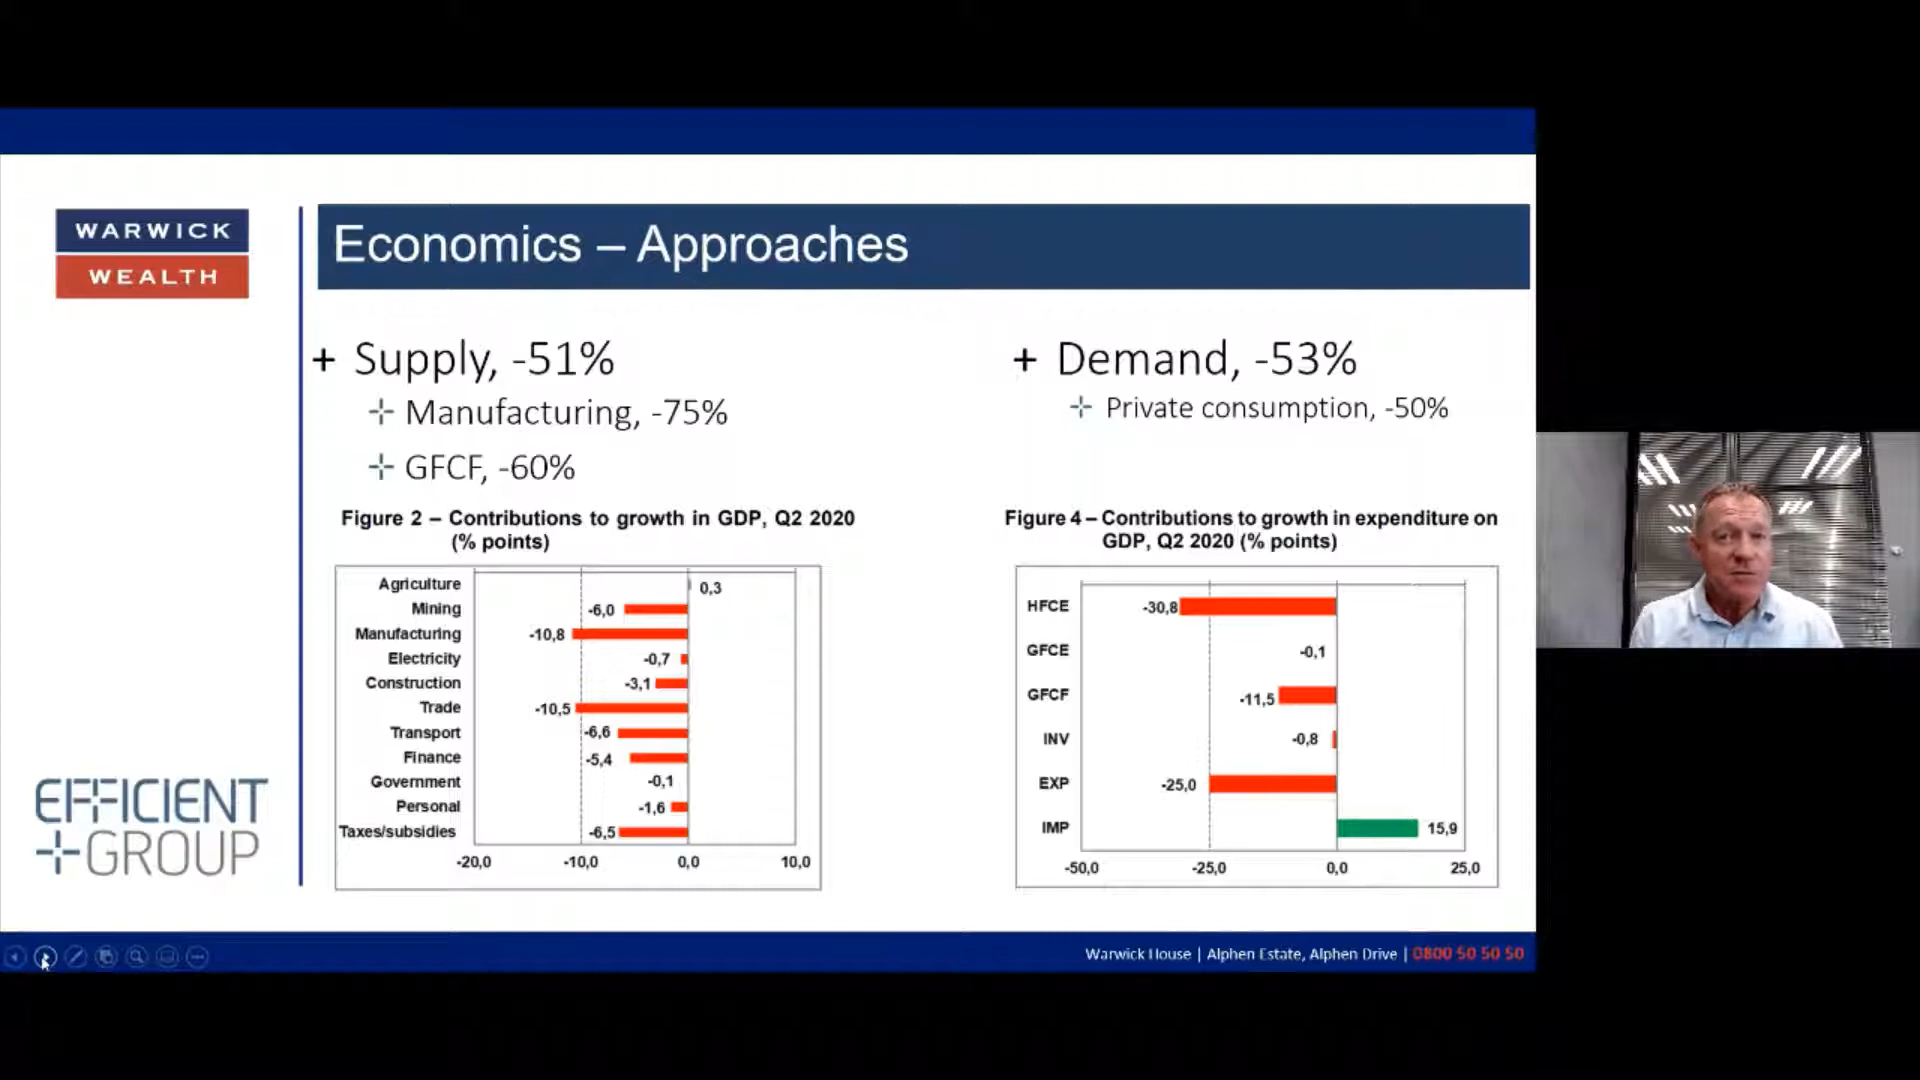 WARWICK
WEALTH
Economics – Approaches
+ Supply, -51%
Manufacturing, -75%
GFCF, -60%
+ Demand, -53%
Private consumption, -50%
Figure 2 – Contributions to growth in GDP, Q2 2020
(% points)
Agriculture 0,3
Mining -6,0
Manufacturing -10,8
Electricity -0,7
Construction -3,1
Trade -10,5
Transport -6,6
Finance -5,4
Government -0,1
Personal -1,6
Taxes/subsidies -6,5
-20,0 -10,0 0,0 10,0
Figure 4 – Contributions to growth in expenditure on
GDP, Q2 2020 (% points)
HFCE -30,8
GFCE -0,1
GFCF -11,5
INV -0,8
EXP -25,0
IMP 15,9
-50,0 -25,0 0,0 25,0
EFFICIENT
GROUP
Warwick House | Alphen Estate, Alphen Drive | 0800 50 50 50